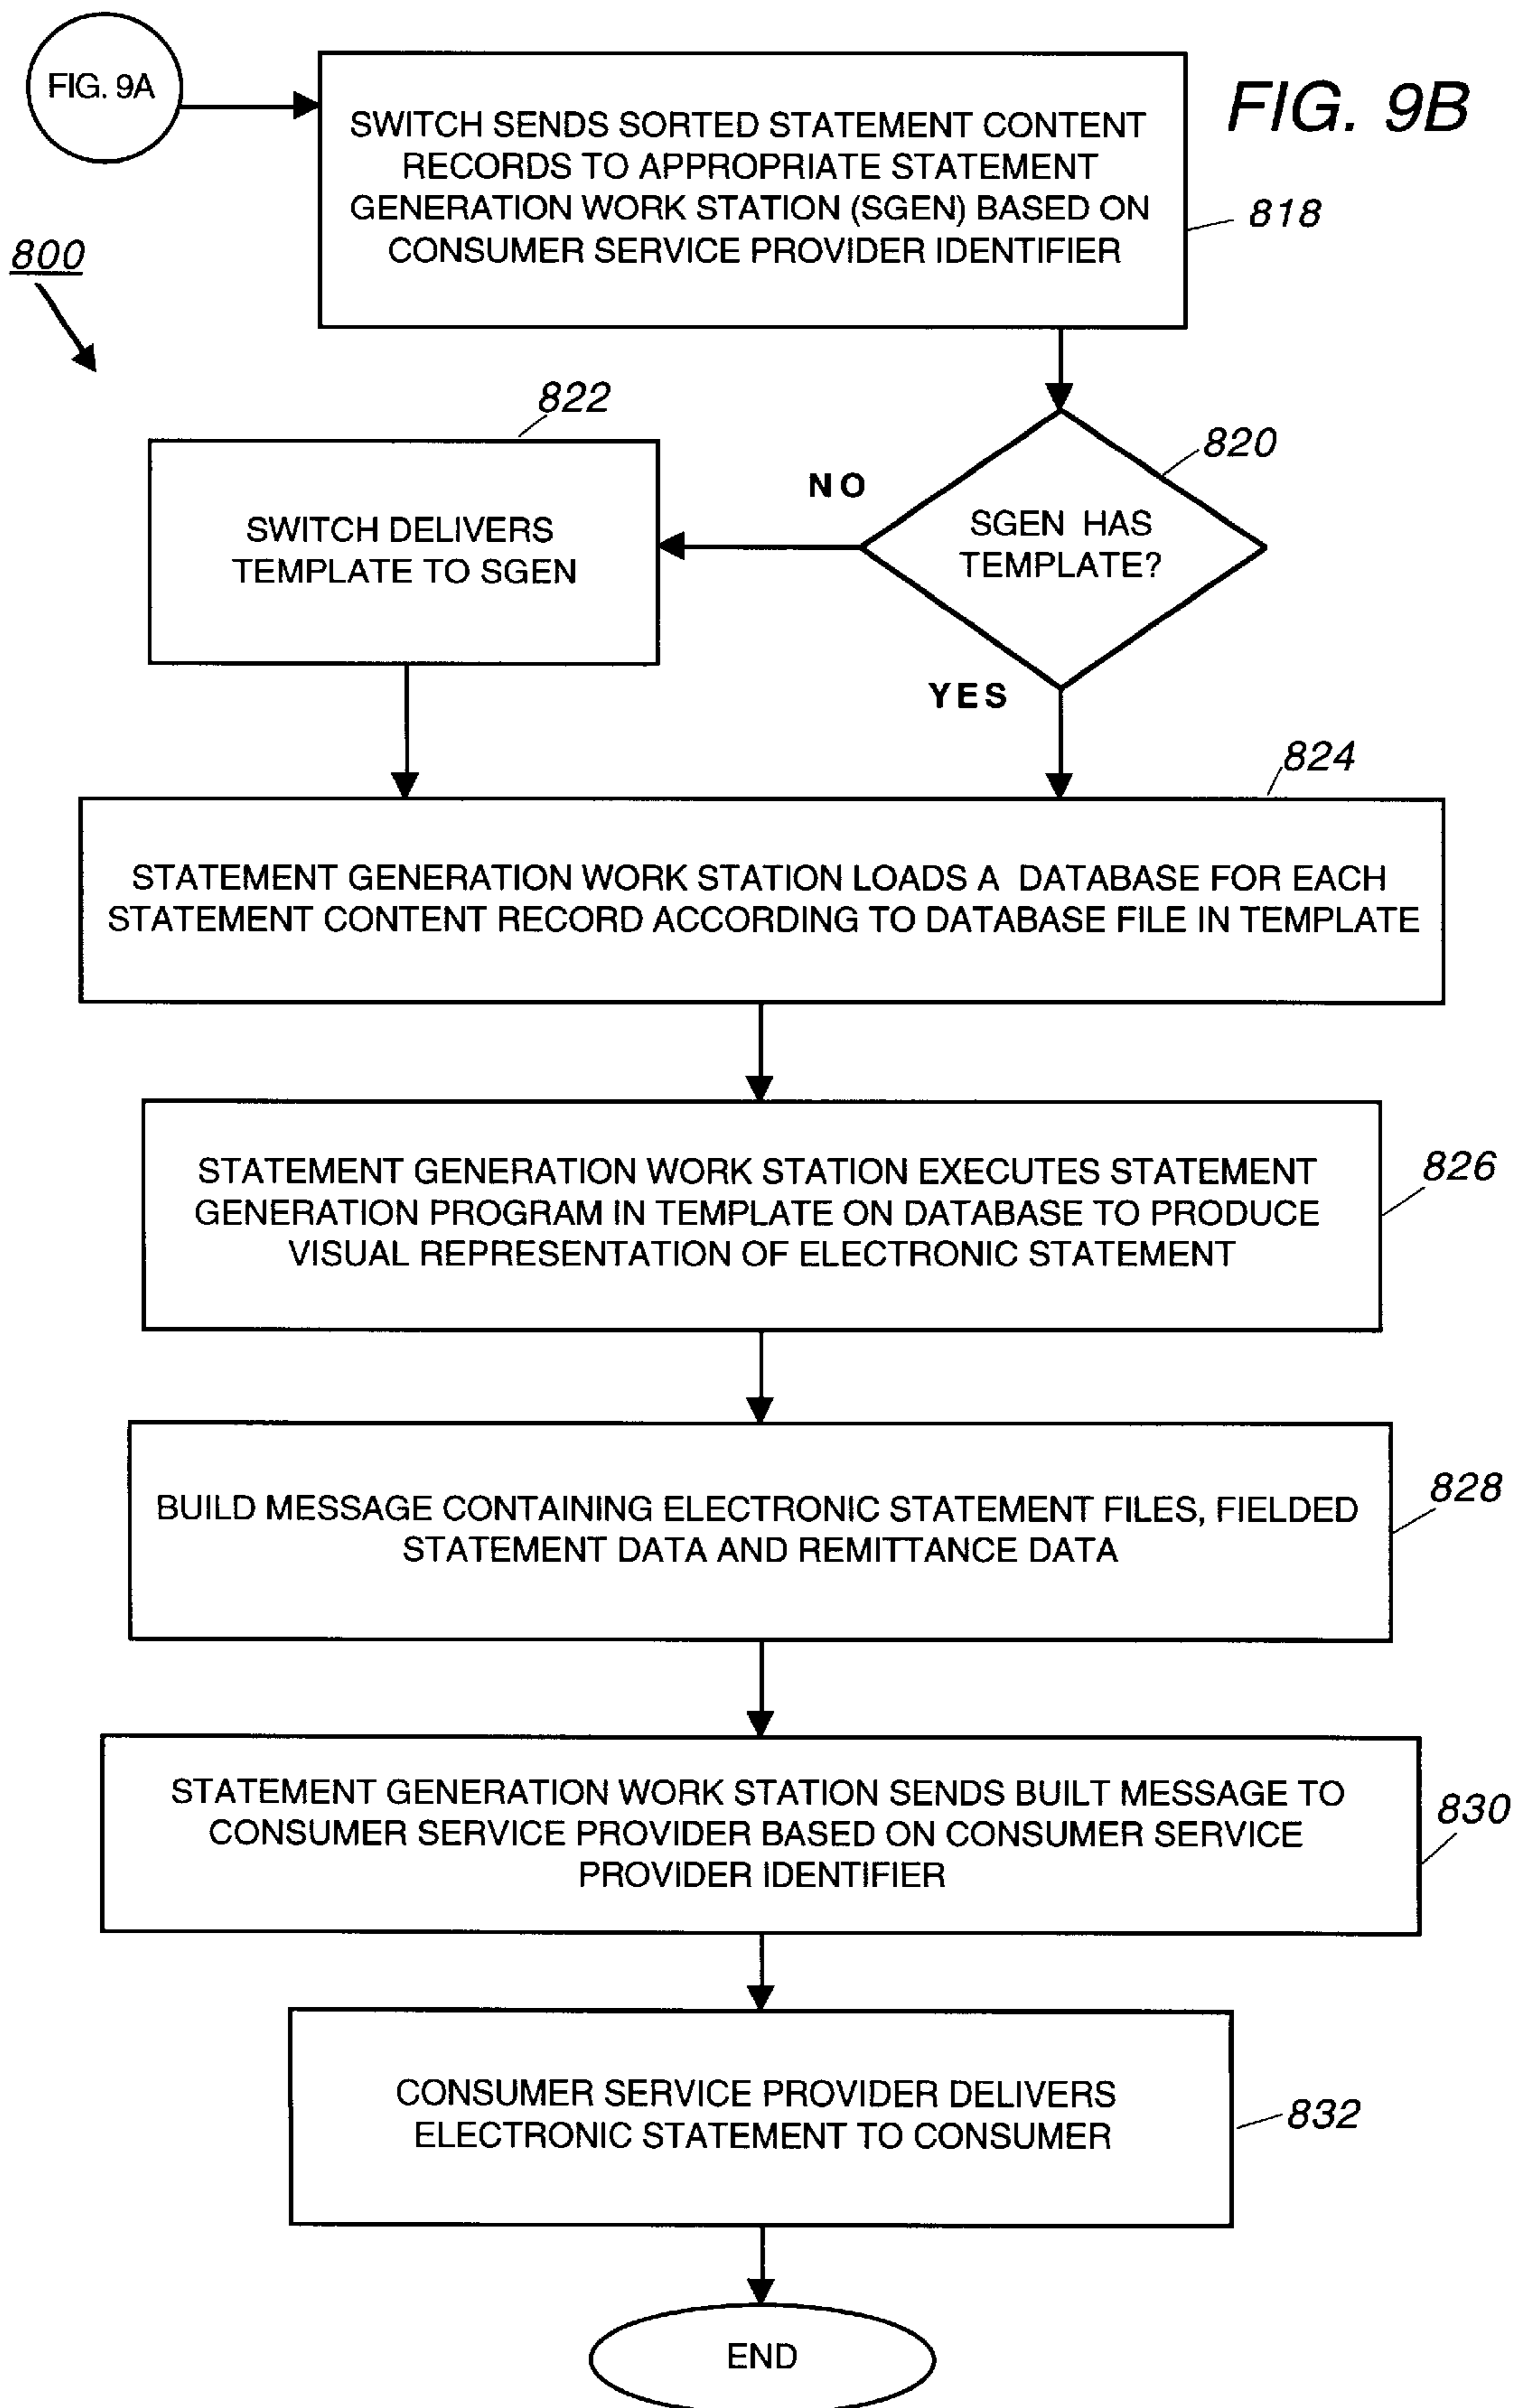 FIG. 9A
FIG. 9B
SWITCH SENDS SORTED STATEMENT CONTENT
RECORDS TO APPROPRIATE STATEMENT
GENERATION WORK STATION (SGEN) BASED ON
CONSUMER SERVICE PROVIDER IDENTIFIER
818
800
822
820
NO
SWITCH DELIVERS
TEMPLATE TO SGEN
SGEN HAS
TEMPLATE?
YES
824
STATEMENT GENERATION WORK STATION LOADS A DATABASE FOR EACH
STATEMENT CONTENT RECORD ACCORDING TO DATABASE FILE IN TEMPLATE
826
STATEMENT GENERATION WORK STATION EXECUTES STATEMENT
GENERATION PROGRAM IN TEMPLATE ON DATABASE TO PRODUCE
VISUAL REPRESENTATION OF ELECTRONIC STATEMENT
828
BUILD MESSAGE CONTAINING ELECTRONIC STATEMENT FILES, FIELDED
STATEMENT DATA AND REMITTANCE DATA
830
STATEMENT GENERATION WORK STATION SENDS BUILT MESSAGE TO
CONSUMER SERVICE PROVIDER BASED ON CONSUMER SERVICE
PROVIDER IDENTIFIER
CONSUMER SERVICE PROVIDER DELIVERS
ELECTRONIC STATEMENT TO CONSUMER
832
END